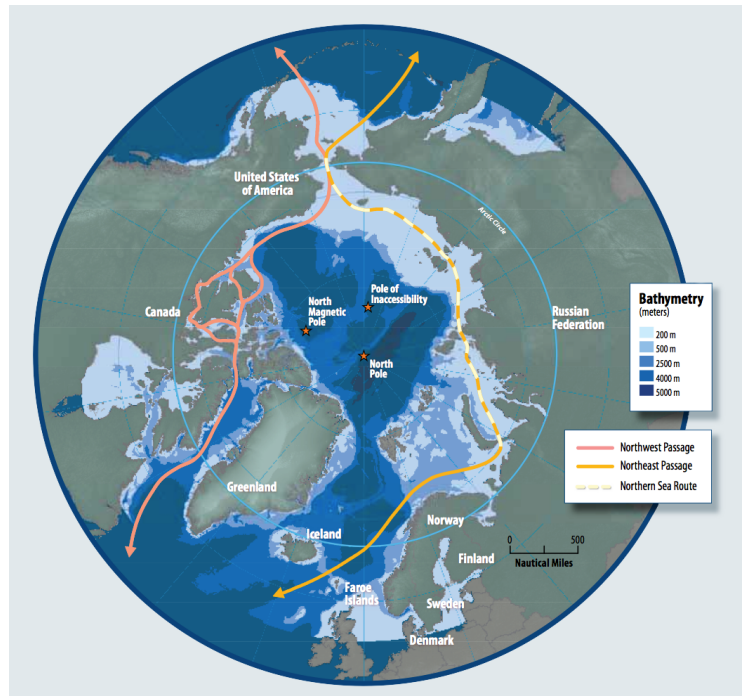 United States
of America
Arctic Circle
Pole of
Inaccessibility
North
Magnetic
Pole
Canada
Russian
Federation
North
Pole
Greenland
Iceland
Norway
Finland
Faroe
Islands
Sweden
Denmark
0 500
Nautical Miles
Bathymetry
(meters)
200 m
500 m
2500 m
4000 m
5000 m
Northwest Passage
Northeast Passage
Northern Sea Route